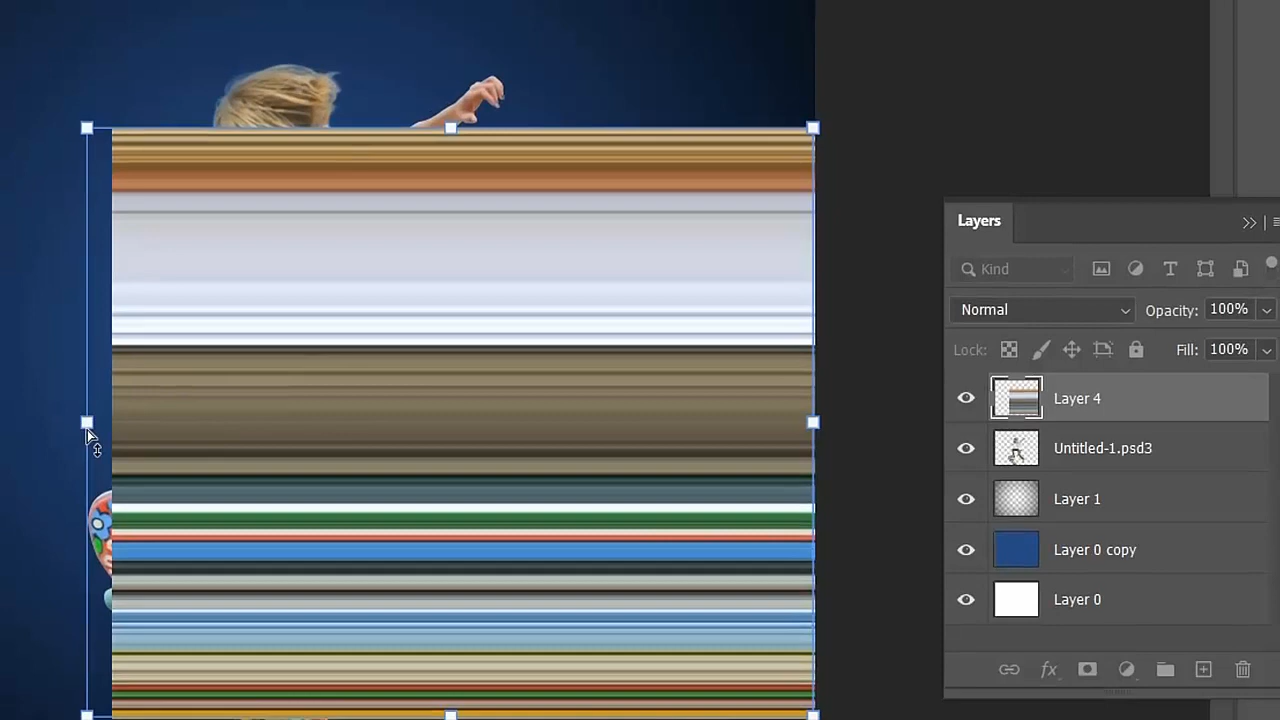 Layers
Kind
Normal
Opacity: 100%
Lock:
Fill: 100%
Layer 4
Untitled-1.psd3
Layer 1
Layer 0 copy
Layer 0
fx